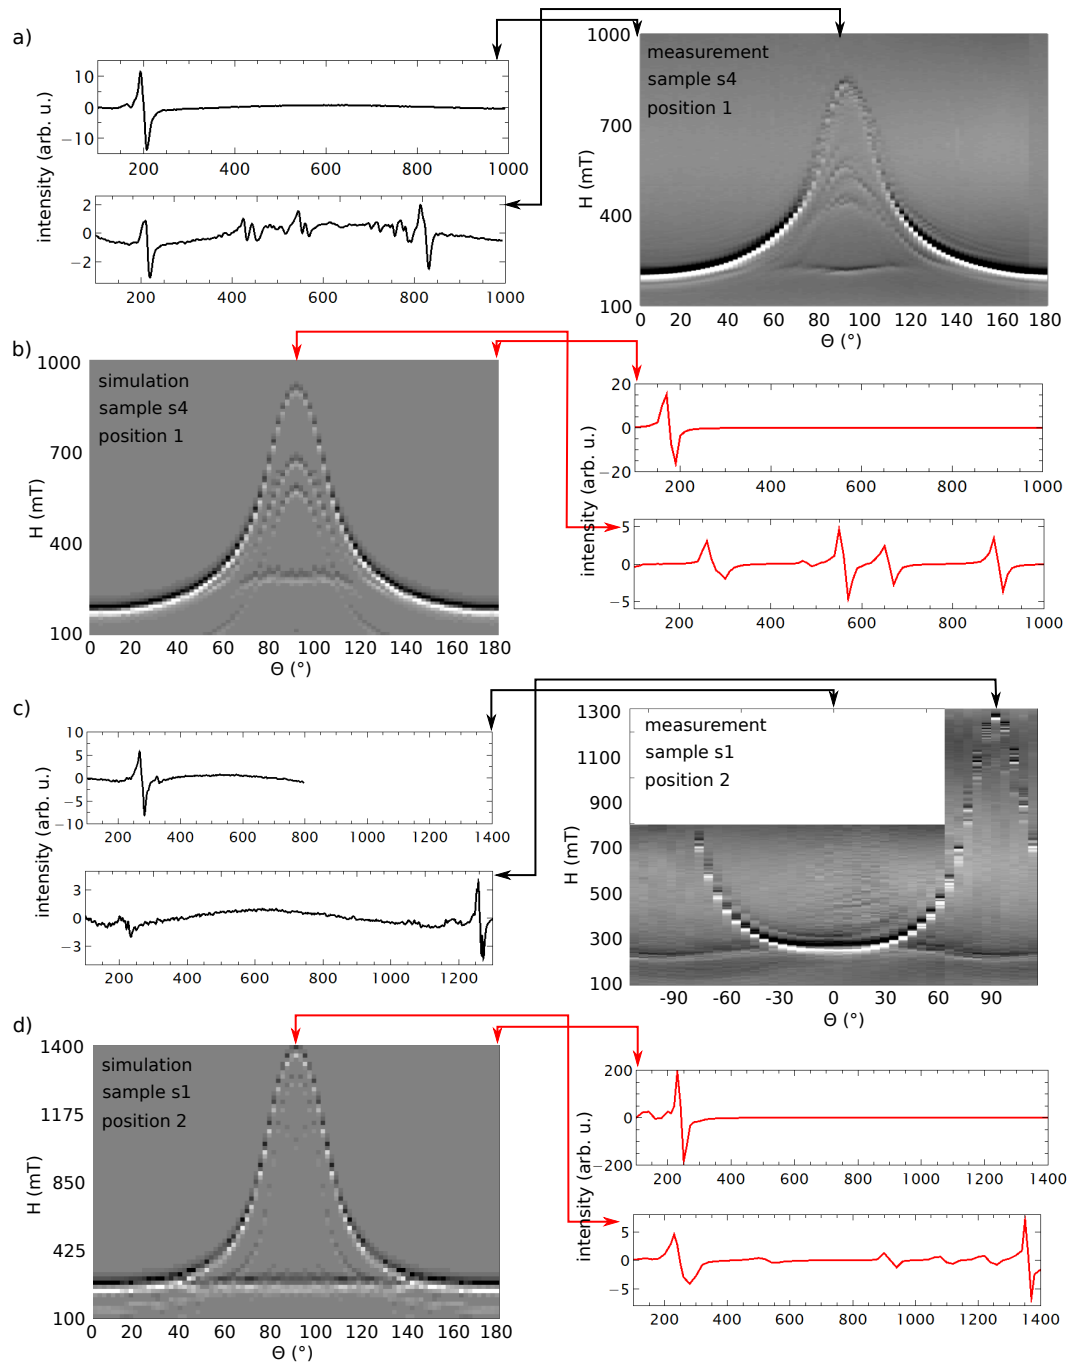 a)
intensity (arb. u.)
10
0
−10
200 400 600 800 1000
2
0
−2
200 400 600 800 1000
measurement
sample s4
position 1
H (mT)
1000
700
400
100
0 20 40 60 80 100 120 140 160 180
Θ (°)
b)
simulation
sample s4
position 1
H (mT)
1000
700
400
100
0 20 40 60 80 100 120 140 160 180
Θ (°)
intensity (arb. u.)
20
0
−20
200 400 600 800 1000
5
0
−5
200 400 600 800 1000
c)
intensity (arb. u.)
10
5
0
−5
−10
200 400 600 800 1000 1200 1400
3
0
−3
200 400 600 800 1000 1200
measurement
sample s1
position 2
H (mT)
1300
1100
900
700
500
300
100
-90 -60 -30 0 30 60 90
Θ (°)
d)
simulation
sample s1
position 2
H (mT)
1400
1175
850
425
100
0 20 40 60 80 100 120 140 160 180
Θ (°)
intensity (arb. u.)
200
0
−200
200 400 600 800 1000 1200 1400
5
0
−5
200 400 600 800 1000 1200 1400